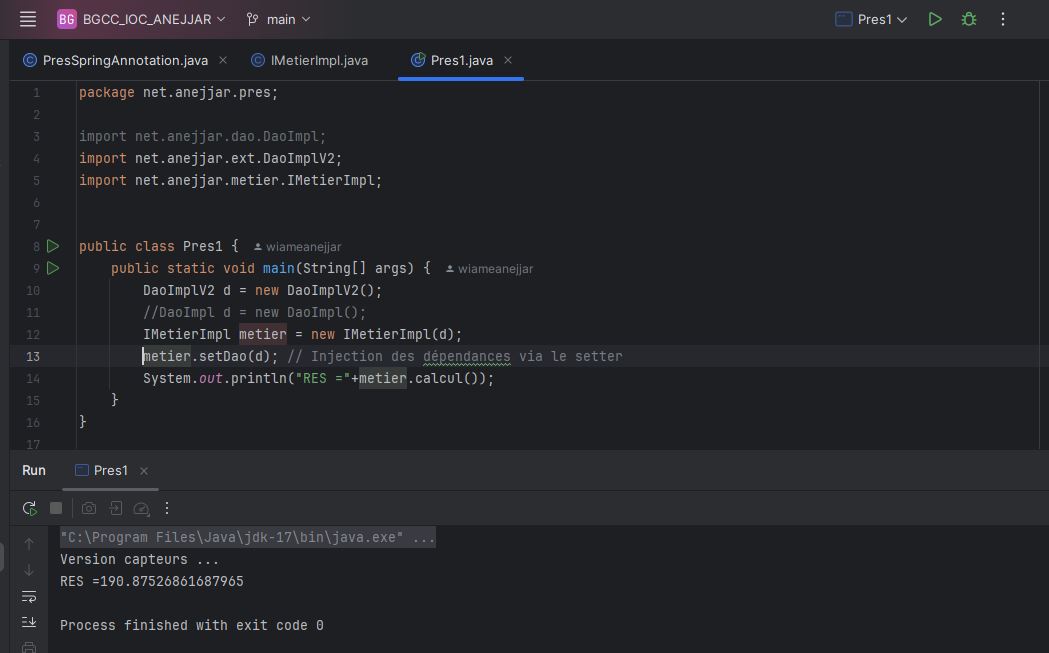 BG BGCC_IOC_ANEJJAR main Pres1
PresSpringAnnotation.java IMetierImpl.java Pres1.java
1 package net.anejjar.pres;
2
3 import net.anejjar.dao.DaoImpl;
4 import net.anejjar.ext.DaoImplV2;
5 import net.anejjar.metier.IMetierImpl;
6
7
8 public class Pres1 { wiameanejjar
9 public static void main(String[] args) { wiameanejjar
10 DaoImplV2 d = new DaoImplV2();
11 //DaoImpl d = new DaoImpl();
12 IMetierImpl metier = new IMetierImpl(d);
13 metier.setDao(d); // Injection des dépendances via le setter
14 System.out.println("RES ="+metier.calcul());
15 }
16 }
17
Run Pres1
"C:\Program Files\Java\jdk-17\bin\java.exe" ...
Version capteurs ...
RES =190.87526861687965
Process finished with exit code 0